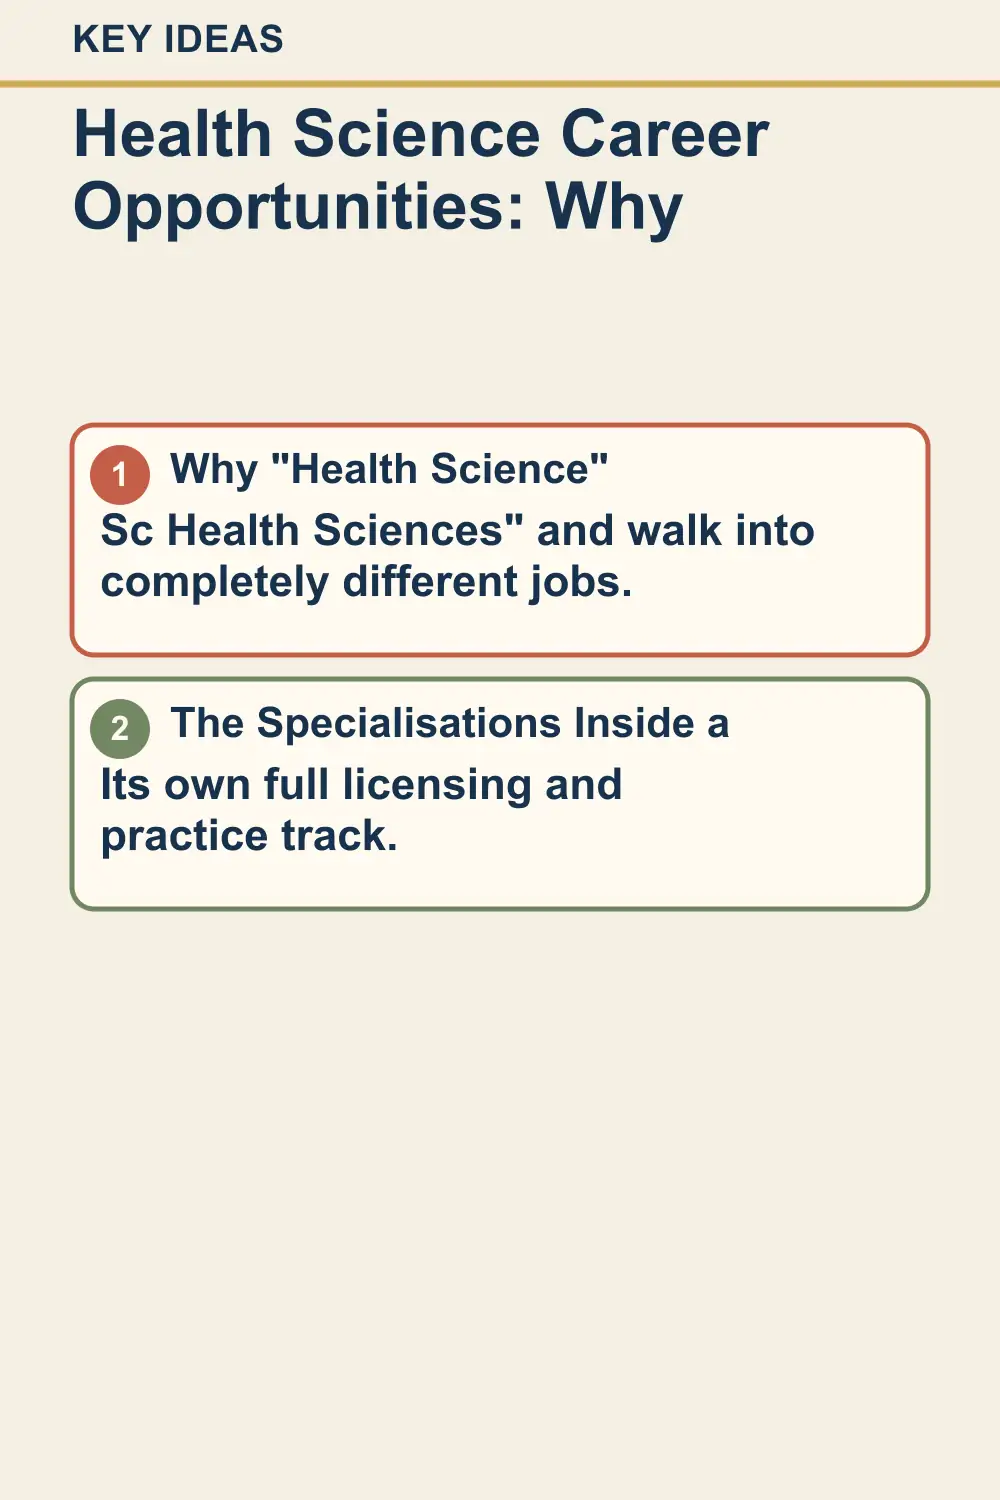 KEY IDEAS
Health Science Career
Opportunities: Why
1
Why "Health Science"
Sc Health Sciences" and walk into
completely different jobs.
2
The Specialisations Inside a
Its own full licensing and
practice track.